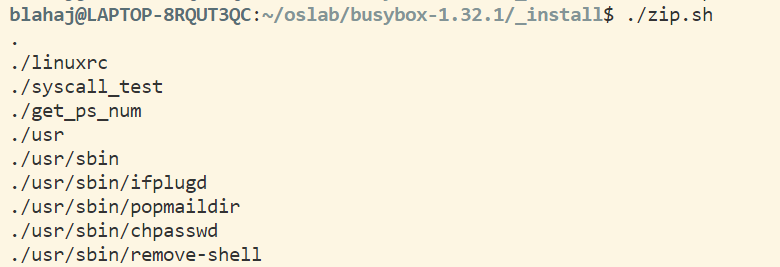 blahaj@LAPTOP-8RQUT3QC:~/oslab/busybox-1.32.1/_install$ ./zip.sh
.
./linuxrc
./syscall_test
./get_ps_num
./usr
./usr/sbin
./usr/sbin/ifplugd
./usr/sbin/popmaildir
./usr/sbin/chpasswd
./usr/sbin/remove-shell